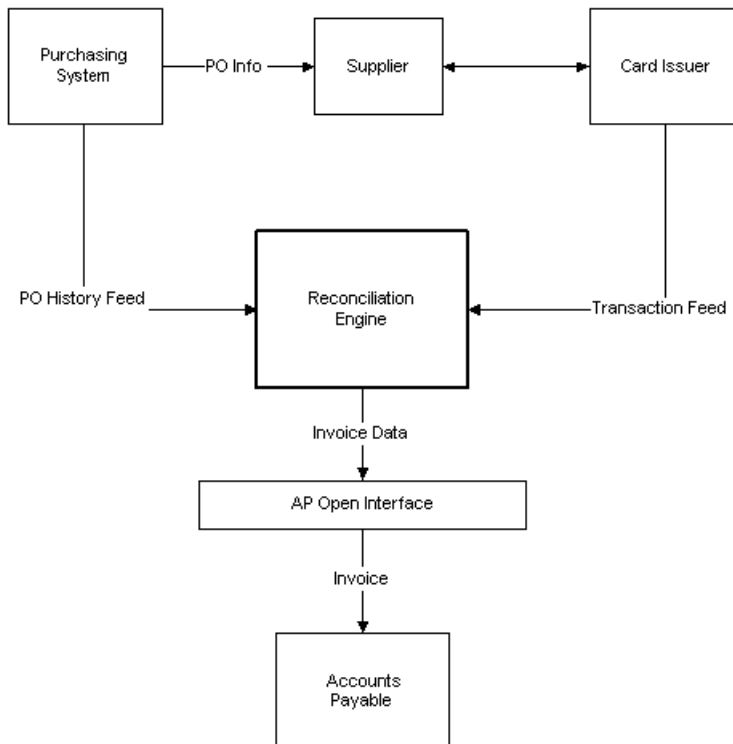 Purchasing
System
PO Info
Supplier
Card Issuer
PO History Feed
Reconciliation
Engine
Transaction Feed
Invoice Data
AP Open Interface
Invoice
Accounts
Payable